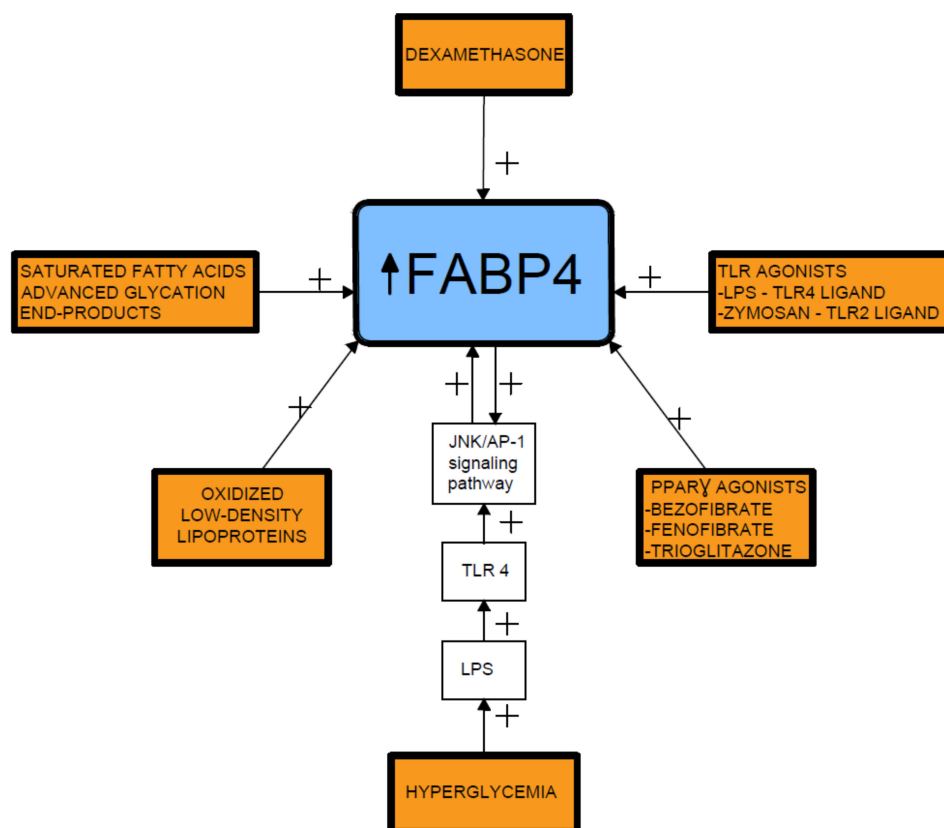 DEXAMETHASONE
+
↑FABP4
SATURATED FATTY ACIDS
ADVANCED GLYCATION
END-PRODUCTS
+
TLR AGONISTS
-LPS - TLR4 LIGAND
-ZYMOSAN - TLR2 LIGAND
+
+
+
+
+
OXIDIZED
LOW-DENSITY
LIPOPROTEINS
JNK/AP-1
signaling
pathway
PPARɣ AGONISTS
-BEZOFIBRATE
-FENOFIBRATE
-TRIOGLITAZONE
+
TLR 4
+
LPS
+
HYPERGLYCEMIA